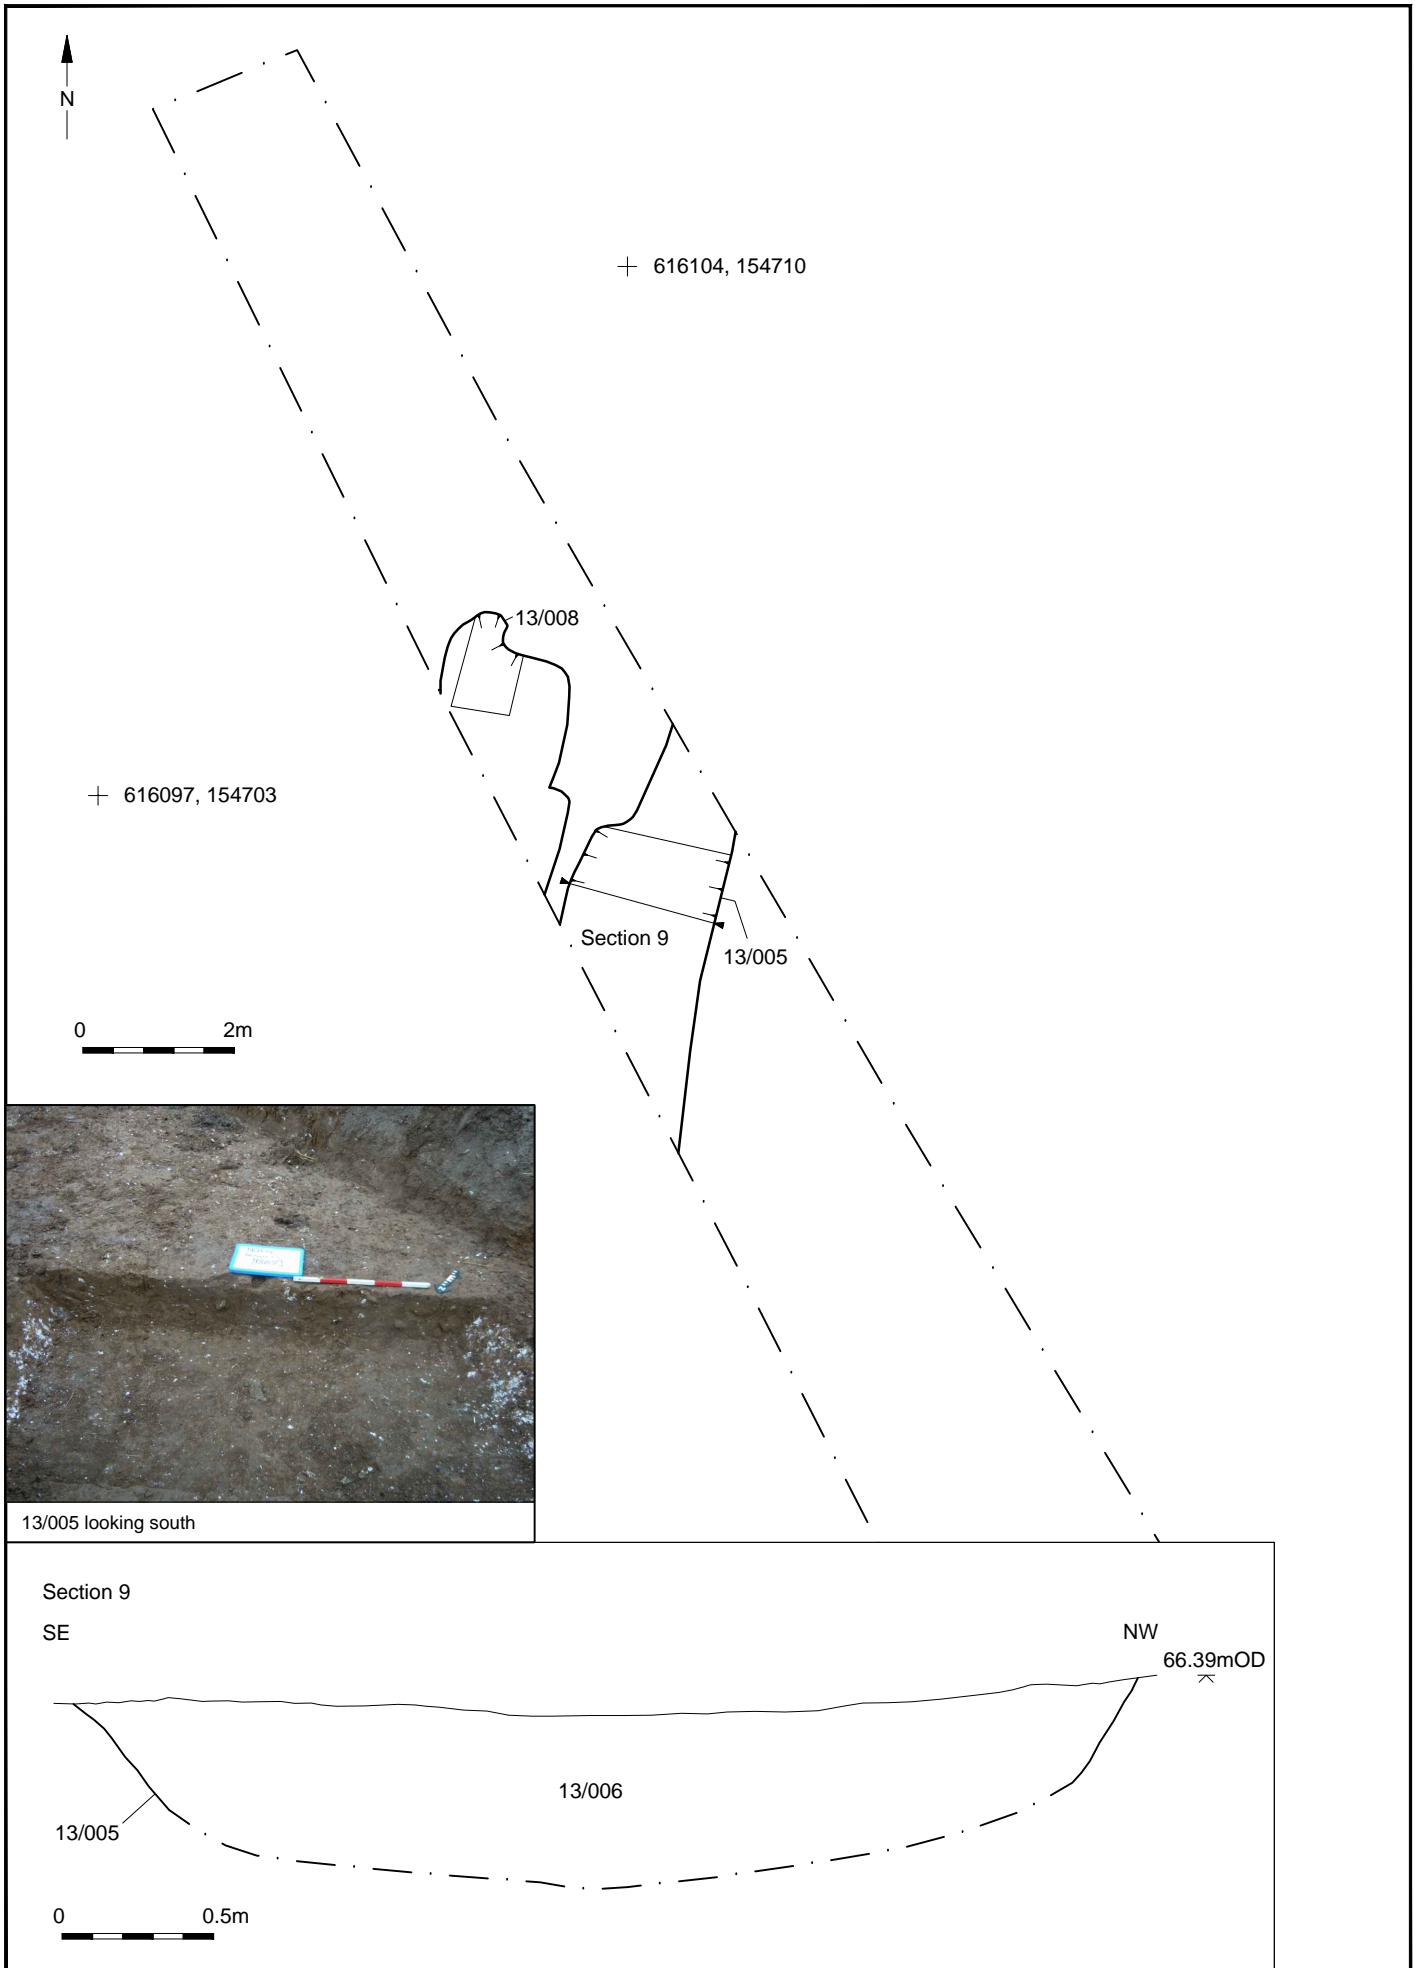 N
616104, 154710
13/008
616097, 154703
Section 9
13/005
0 2m
13/005 looking south
Section 9
SE NW
66.39mOD
13/006
13/005
0 0.5m